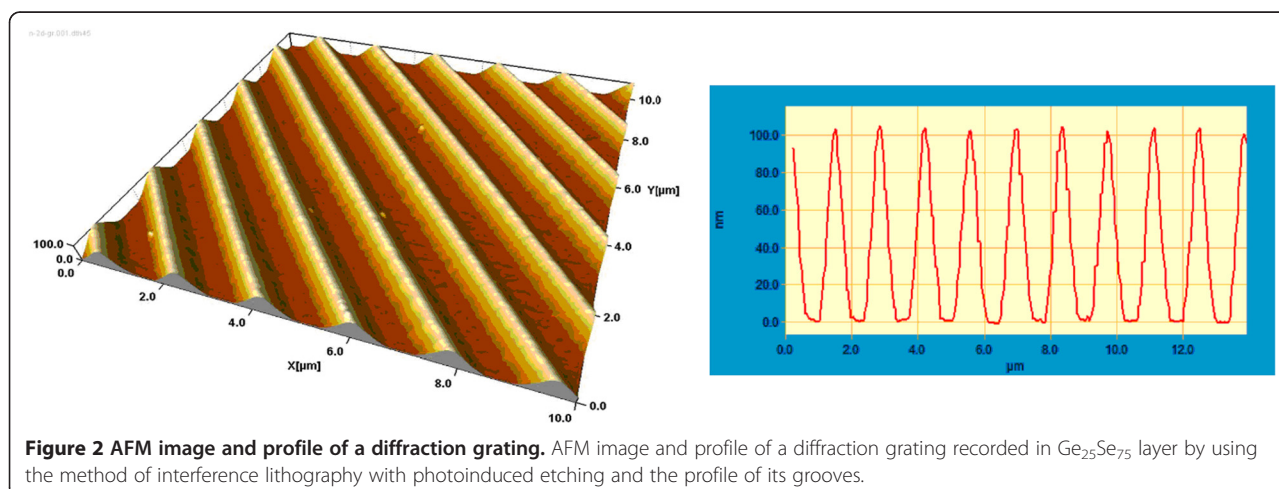 n-2d-gr.001.dth45
10.0
8.0
6.0 Y[µm]
4.0
2.0
0.0
100.0
0.0
0.0
2.0
4.0
6.0
X[µm]
8.0
10.0
100.0
80.0
60.0
40.0
20.0
0.0
nm
0.0 2.0 4.0 6.0 8.0 10.0 12.0
µm
Figure 2 AFM image and profile of a diffraction grating. AFM image and profile of a diffraction grating recorded in Ge₂₅Se₇₅ layer by using
the method of interference lithography with photoinduced etching and the profile of its grooves.